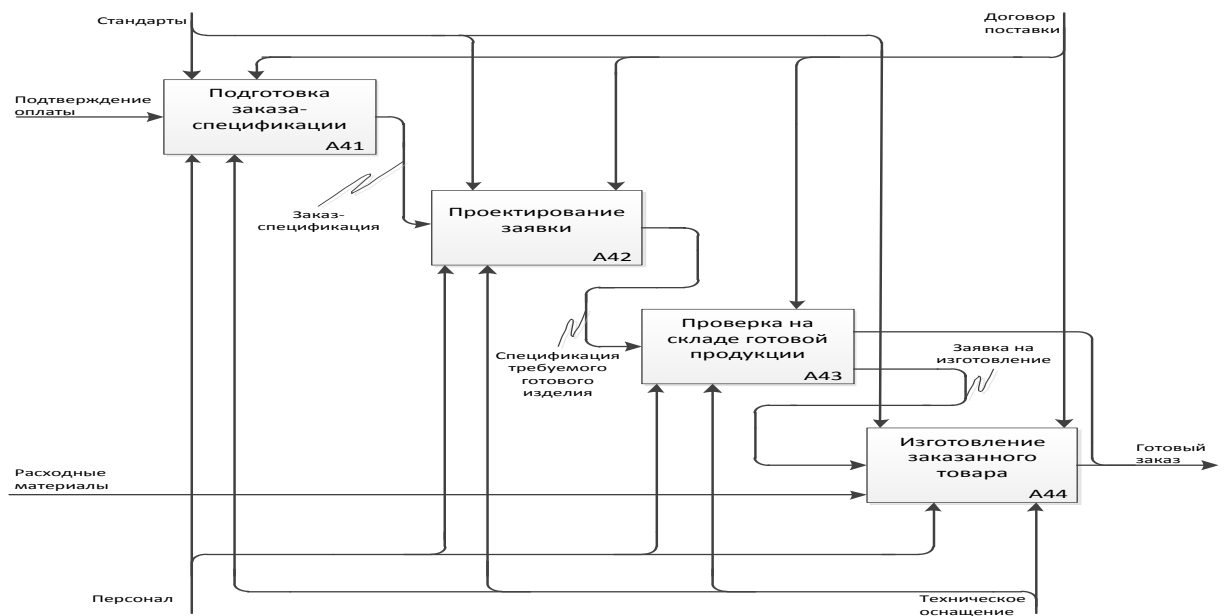 Стандарты
Договор
поставки
Подтверждение
оплаты
Подготовка
заказа-
спецификации
A41
Заказ-
спецификация
Проектирование
заявки
A42
Спецификация
требуемого
готового
изделия
Проверка на
складе готовой
продукции
A43
Заявка на
изготовление
Изготовление
заказанного
товара
A44
Готовый
заказ
Расходные
материалы
Персонал
Техническое
оснащение